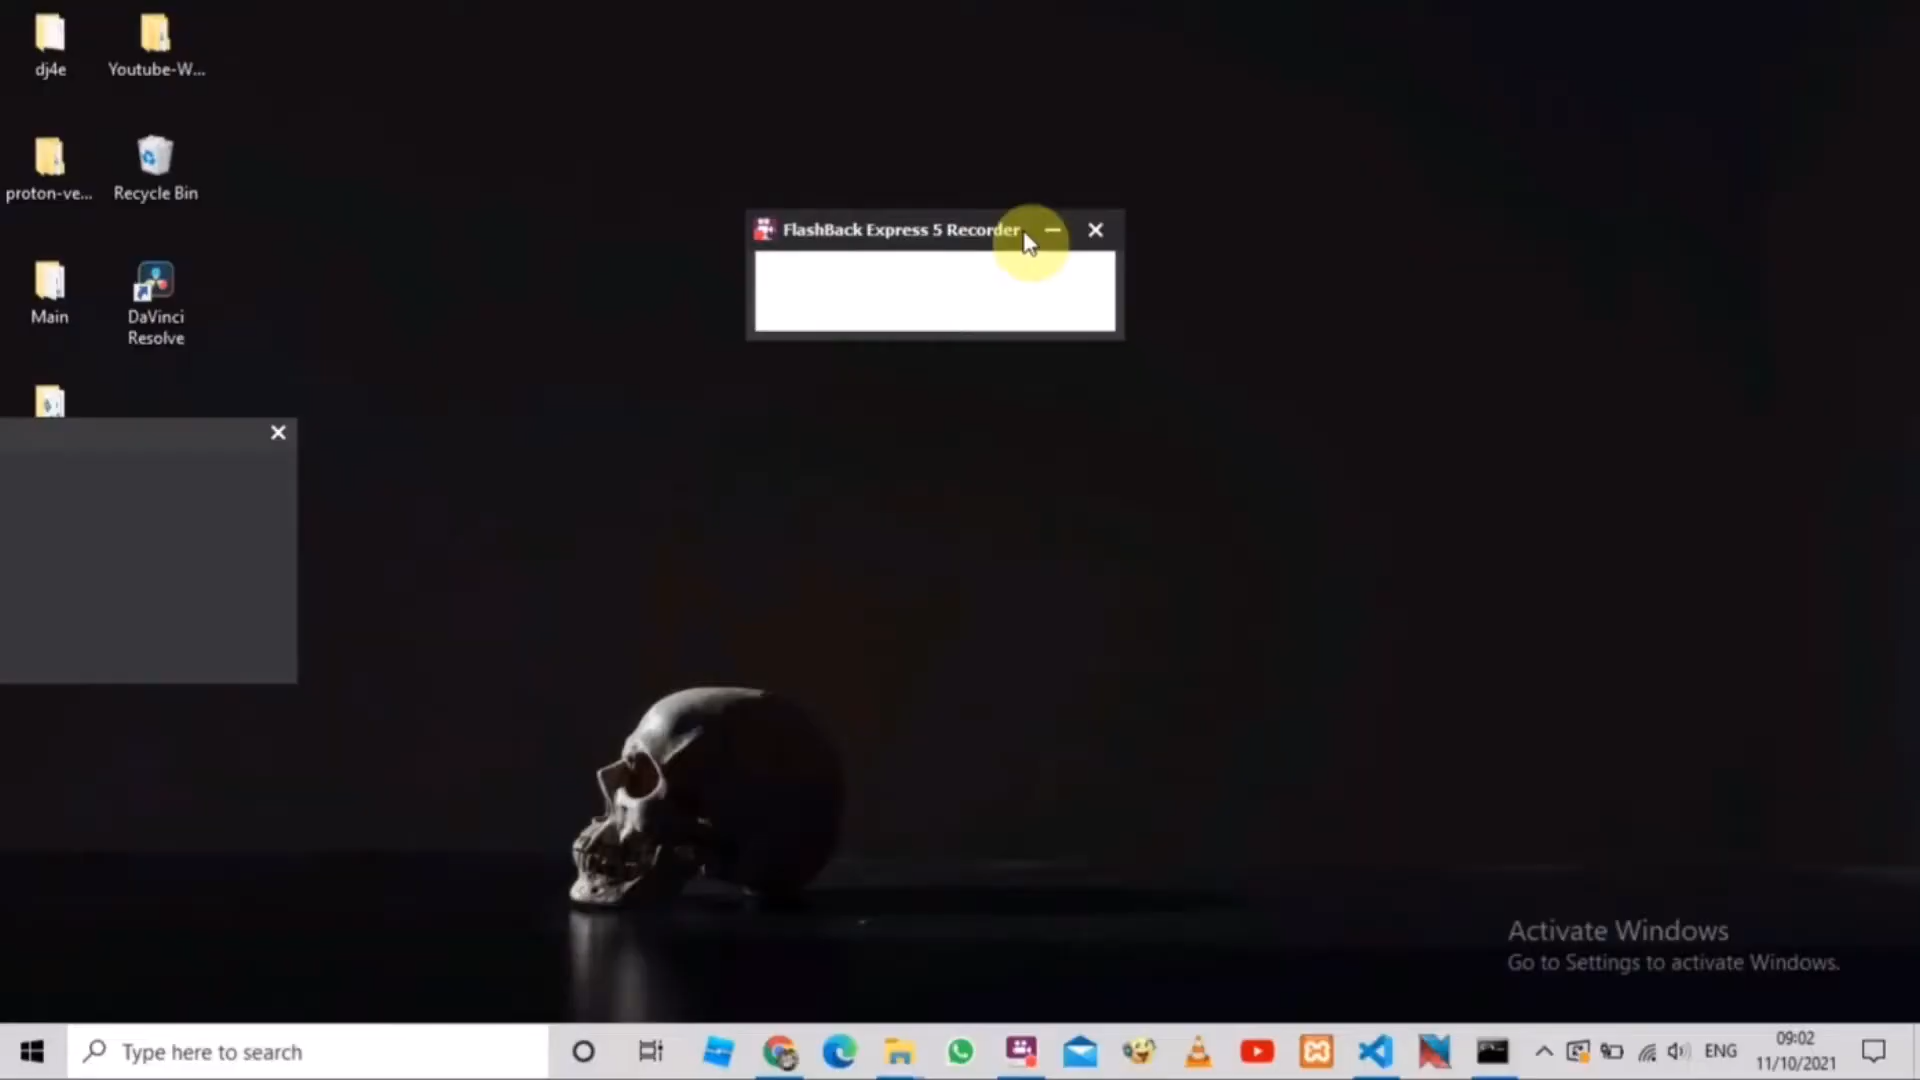 dj4e
Youtube-W...
proton-ve...
Recycle Bin
Main
DaVinci
Resolve
FlashBack Express 5 Recorder
Activate Windows
Go to Settings to activate Windows.
Type here to search
ENG
09:02
11/10/2021